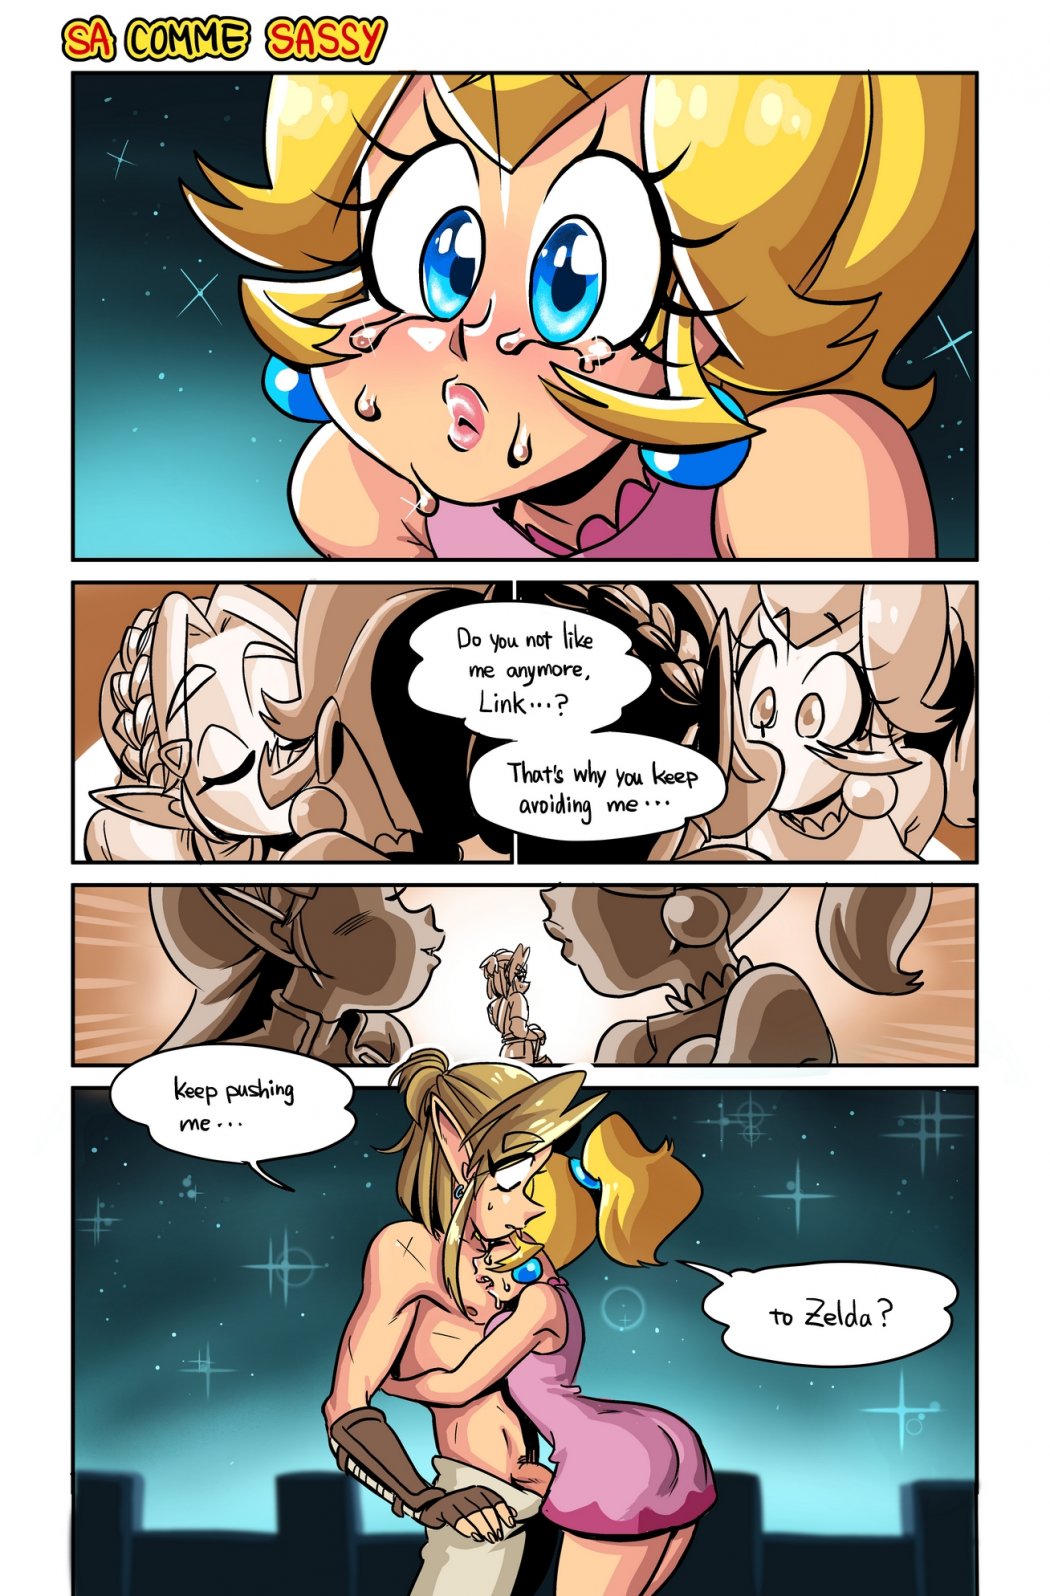 SA COMME SASSY
Do you not like
me anymore,
Link...?
That's why you keep
avoiding me...
keep pushing
me...
to Zelda?